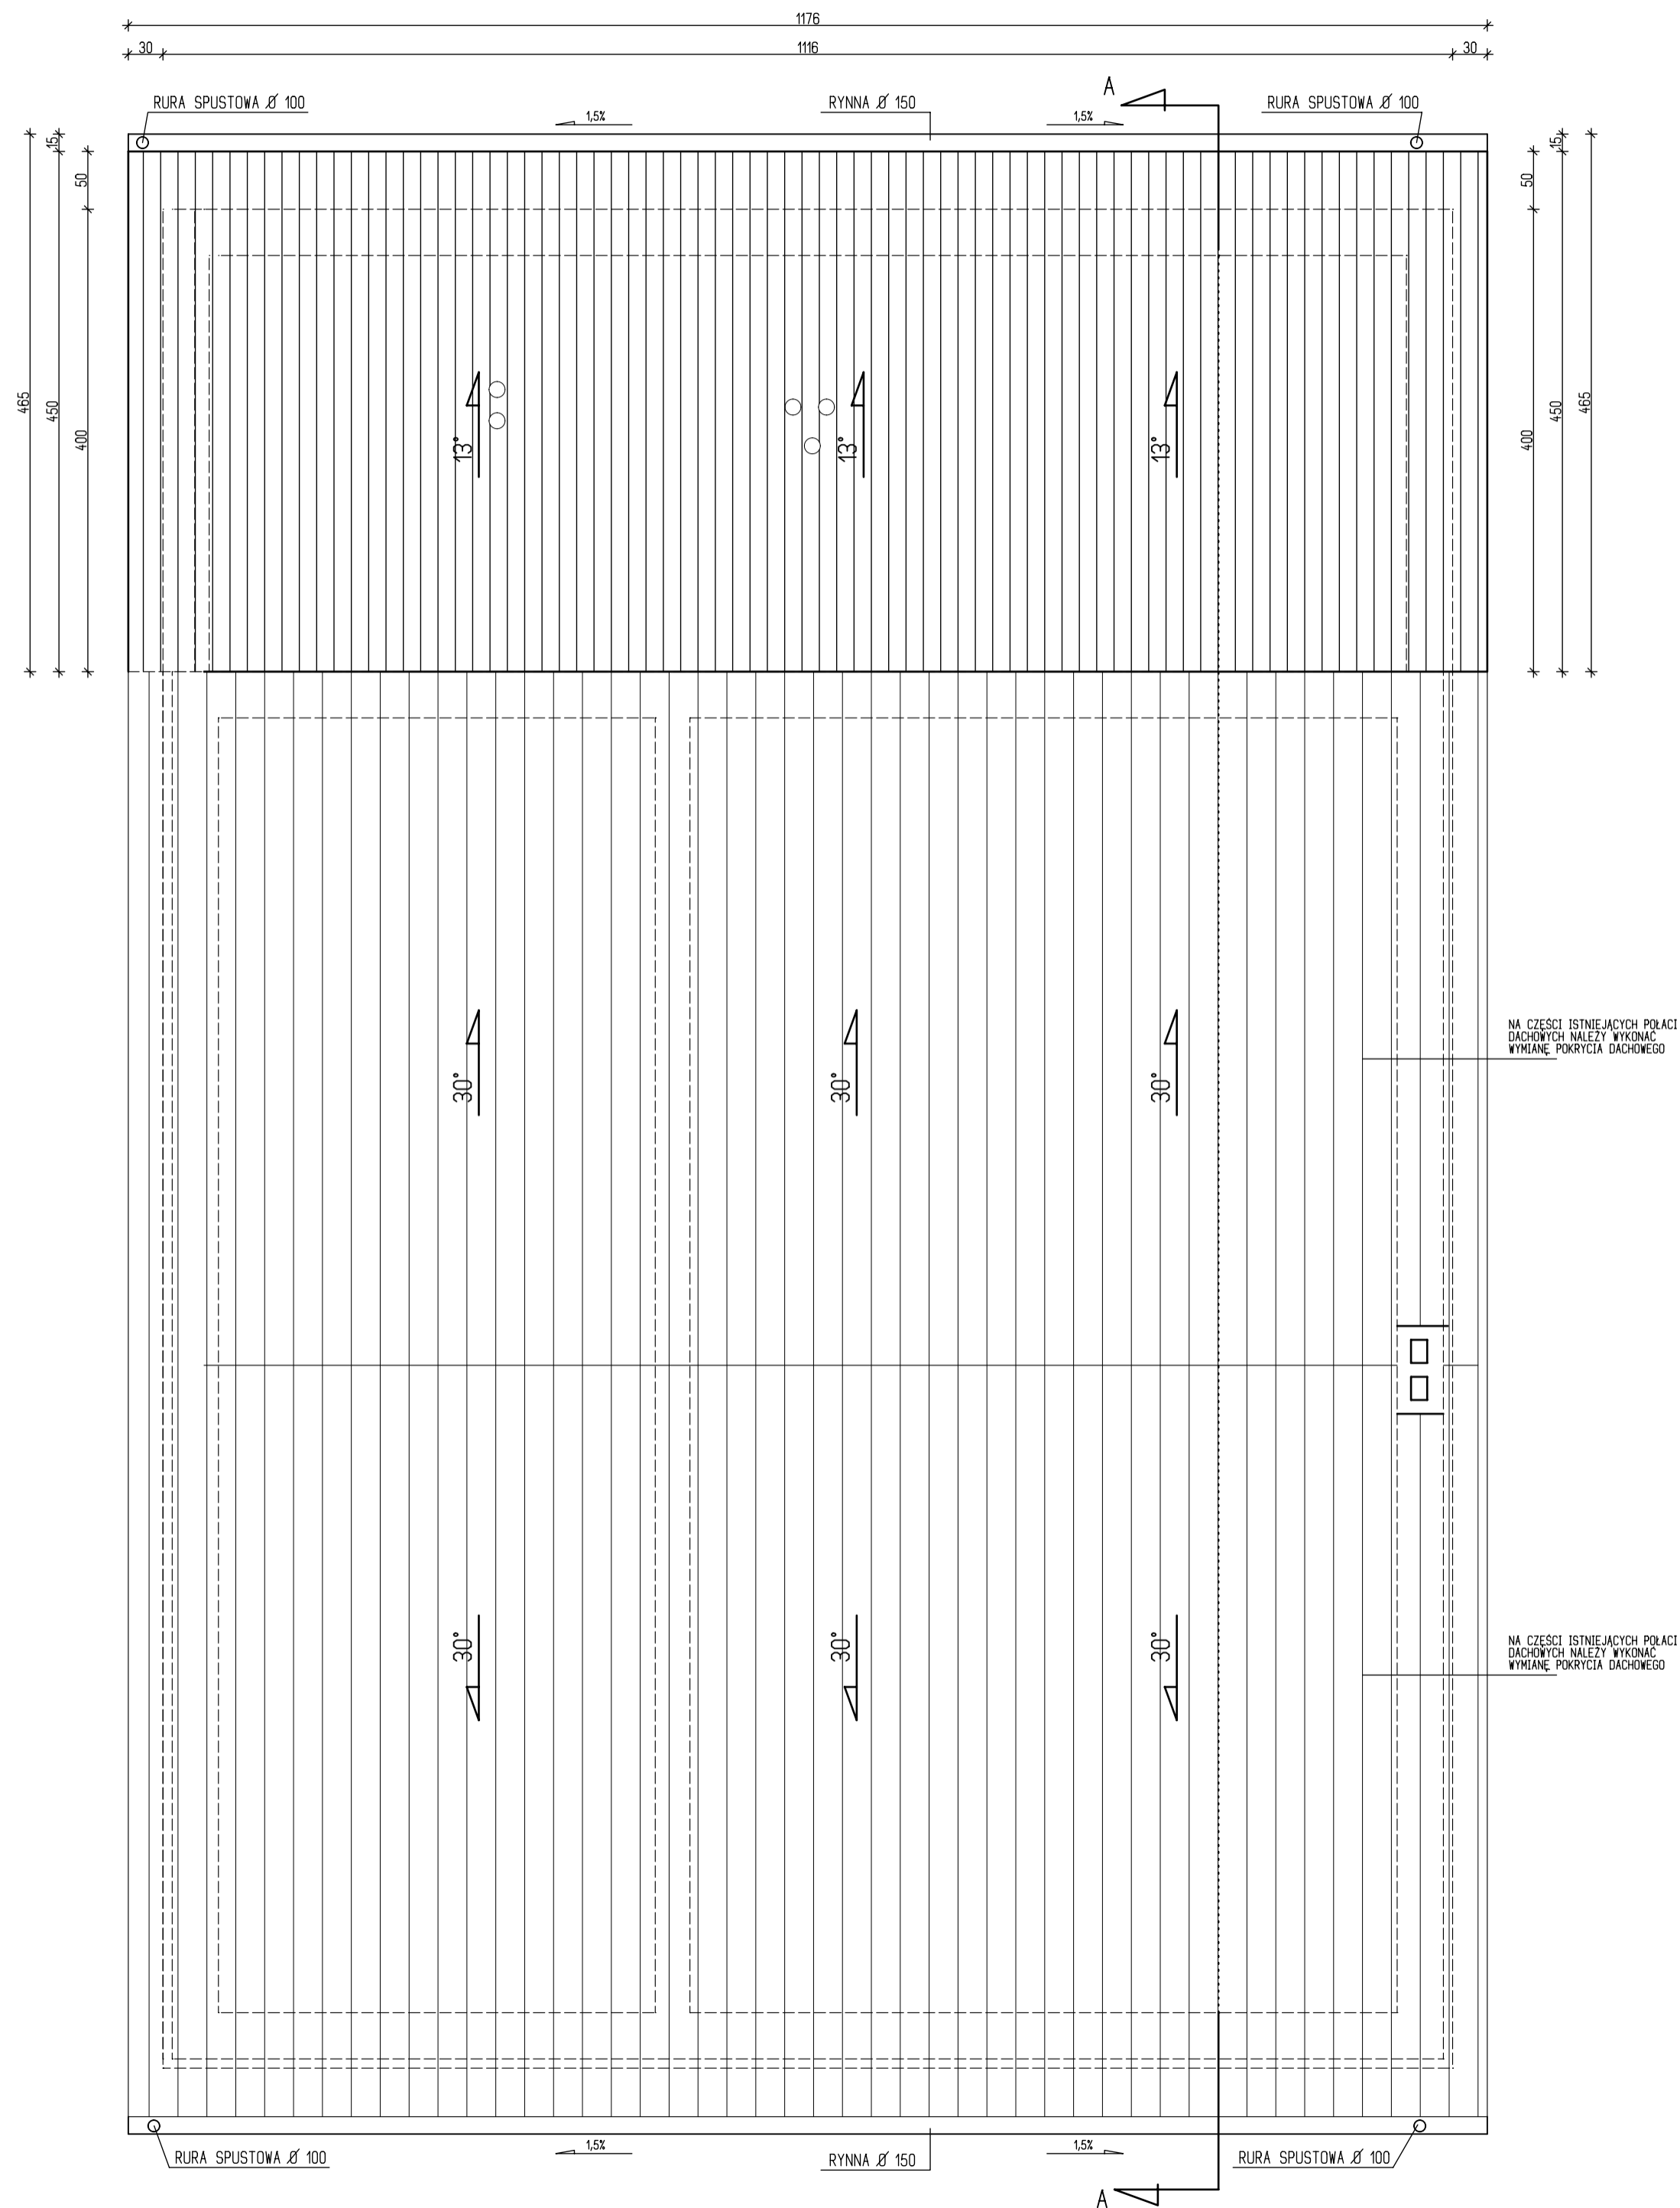 1176
30
1116
30
A
RURA SPUSTOWA Ø 100
1,5%
RYNNA Ø 150
1,5%
RURA SPUSTOWA Ø 100
15
50
15
50
465
450
400
400
450
465
13°
13°
13°
NA CZĘŚCI ISTNIEJĄCYCH POŁACI
DACHOWYCH NALEŻY WYKONAĆ
WYMIANĘ POKRYCIA DACHOWEGO
30°
30°
30°
30°
30°
30°
NA CZĘŚCI ISTNIEJĄCYCH POŁACI
DACHOWYCH NALEŻY WYKONAĆ
WYMIANĘ POKRYCIA DACHOWEGO
RURA SPUSTOWA Ø 100
1,5%
RYNNA Ø 150
1,5%
RURA SPUSTOWA Ø 100
A